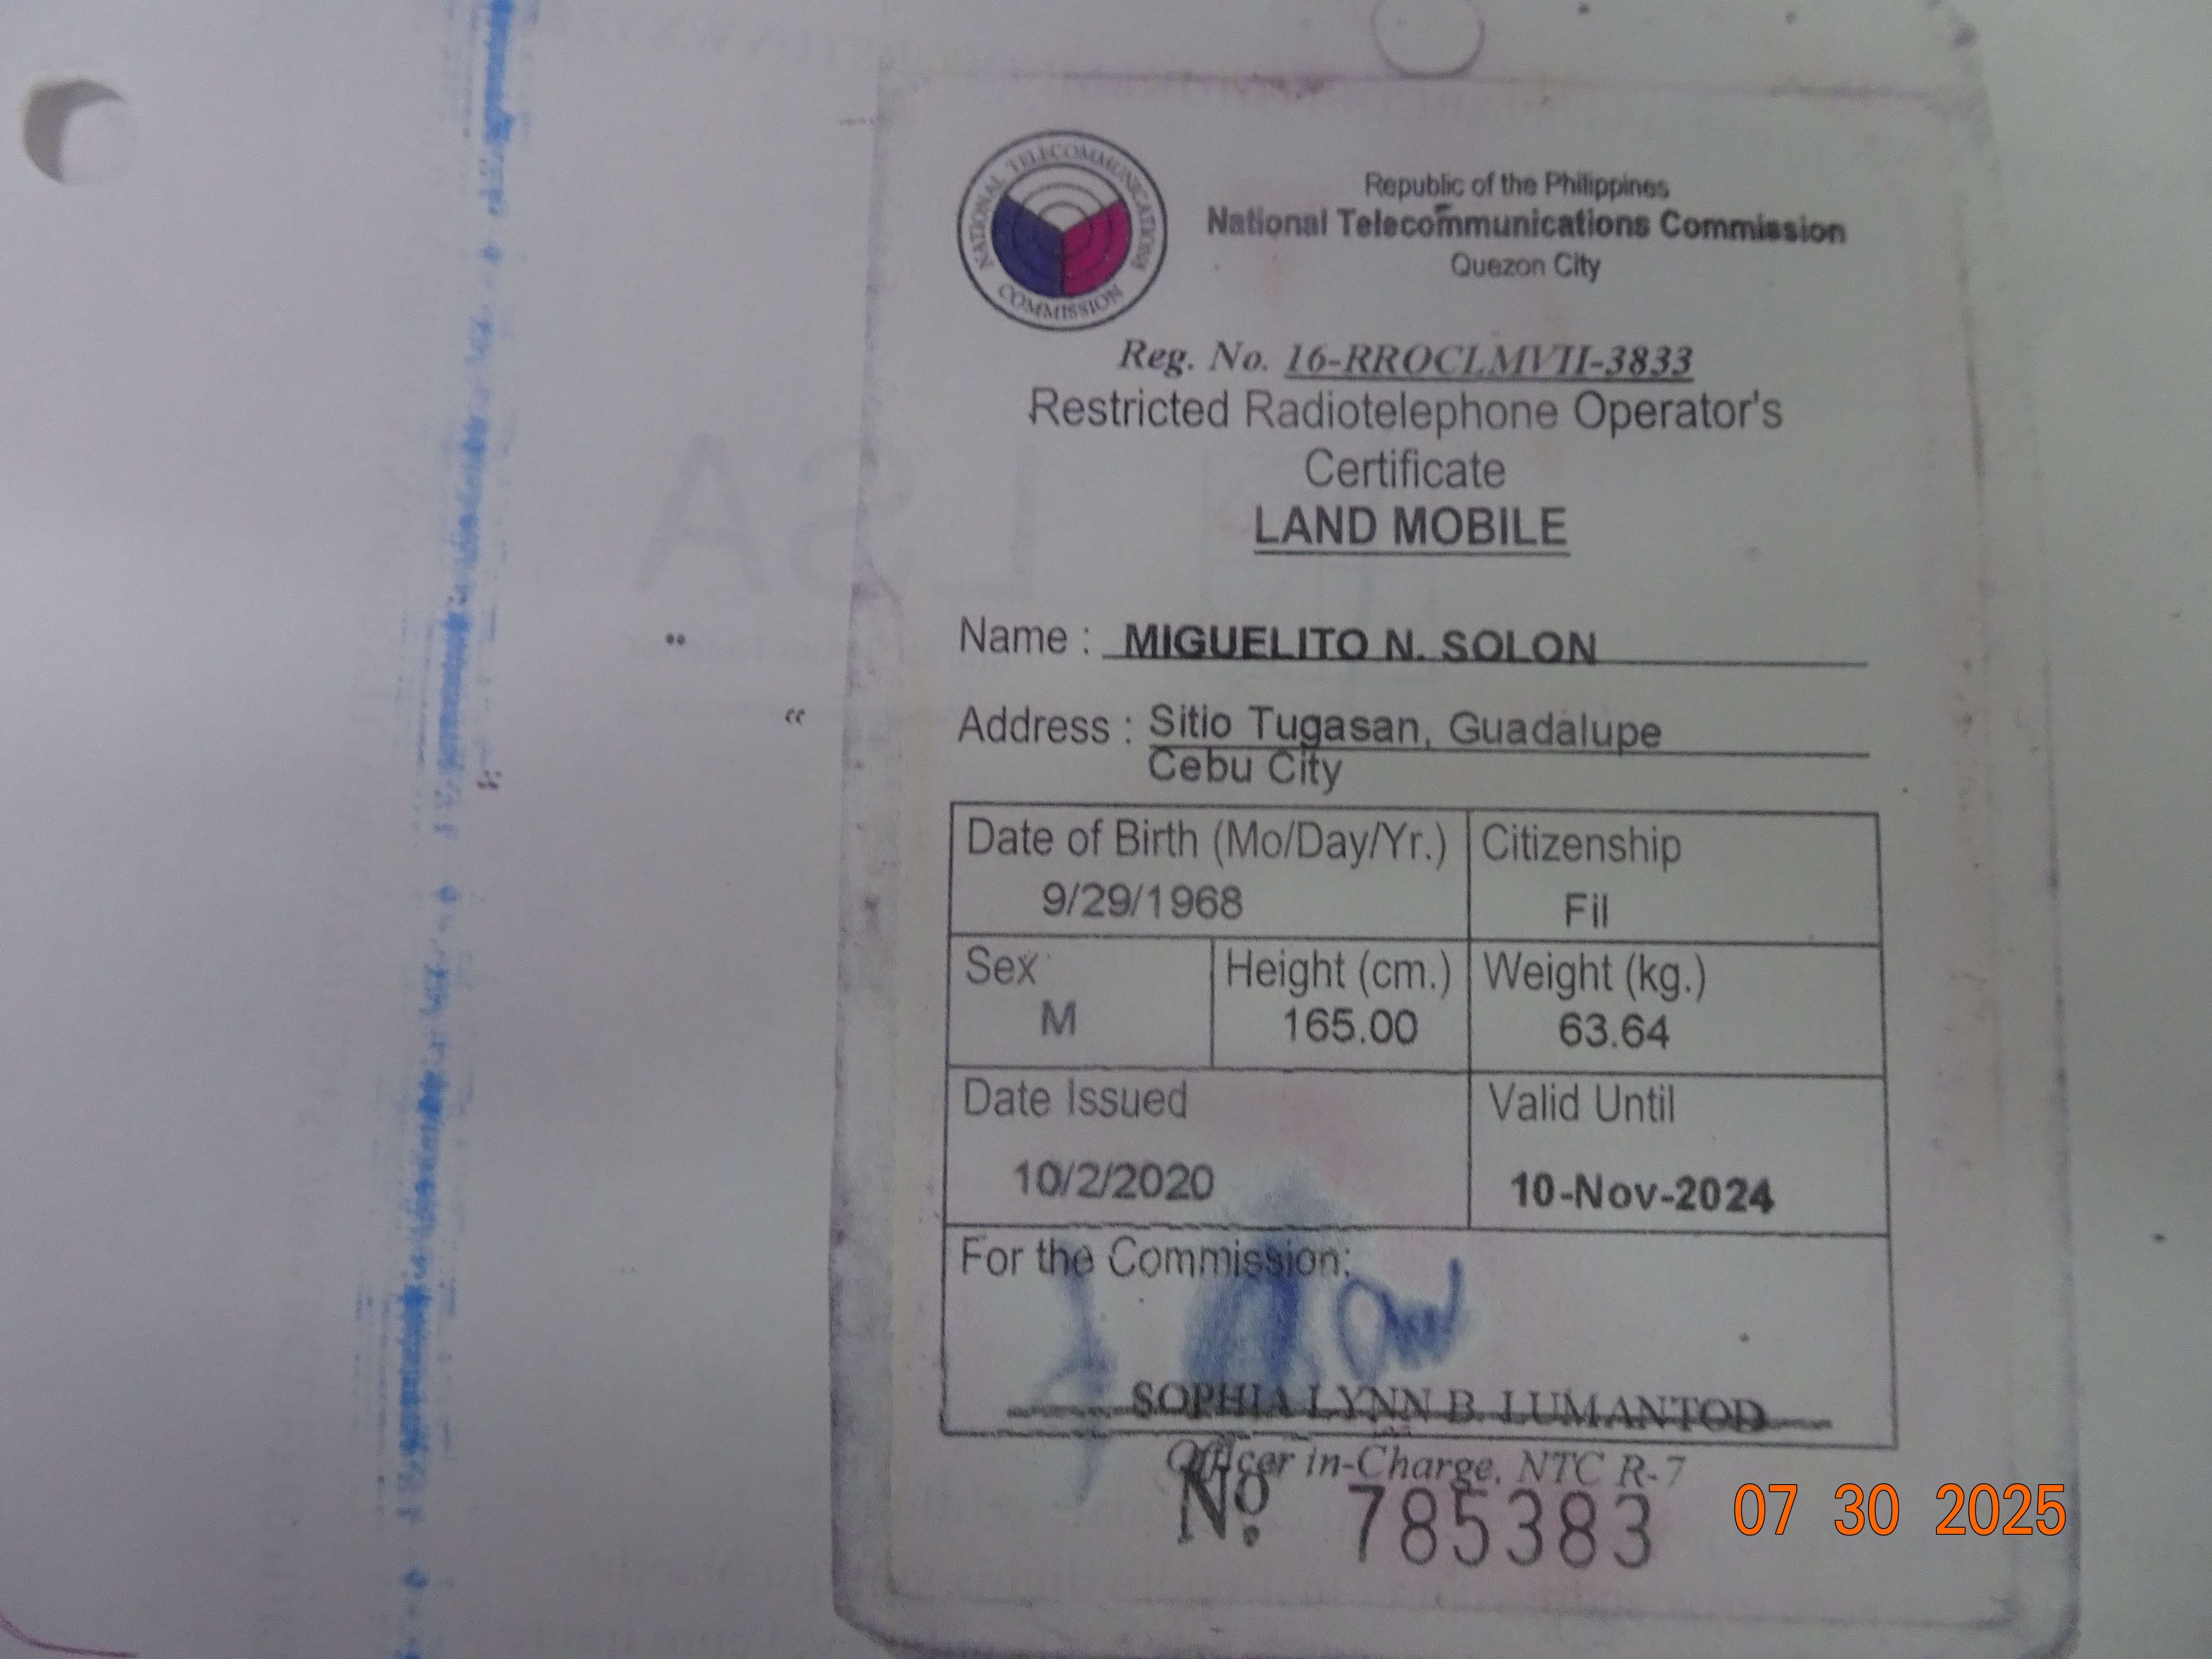 NATIONAL TELECOMMUNICATIONS COMMISSION
Republic of the Philippines
National Telecommunications Commission
Quezon City
Reg. No. 16-RROCLMVII-3833
Restricted Radiotelephone Operator's
Certificate
LAND MOBILE
Name : MIGUELITO N. SOLON
Address : Sitio Tugasan, Guadalupe
Cebu City
Date of Birth (Mo/Day/Yr.) Citizenship
9/29/1968 Fil
Sex Height (cm.) Weight (kg.)
M 165.00 63.64
Date Issued Valid Until
10/2/2020 10-Nov-2024
For the Commission:
SOPHIA LYNN B. LUMANTOD
Officer in-Charge, NTC R-7
No. 785383
07 30 2025